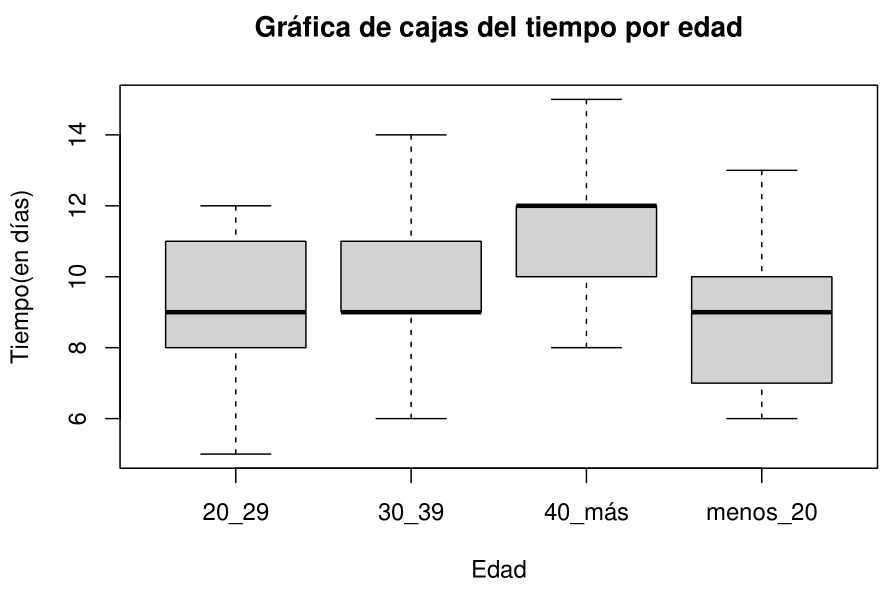 Gráfica de cajas del tiempo por edad
Tiempo(en días)
14
12
10
8
6
20_29 30_39 40_más menos_20
Edad